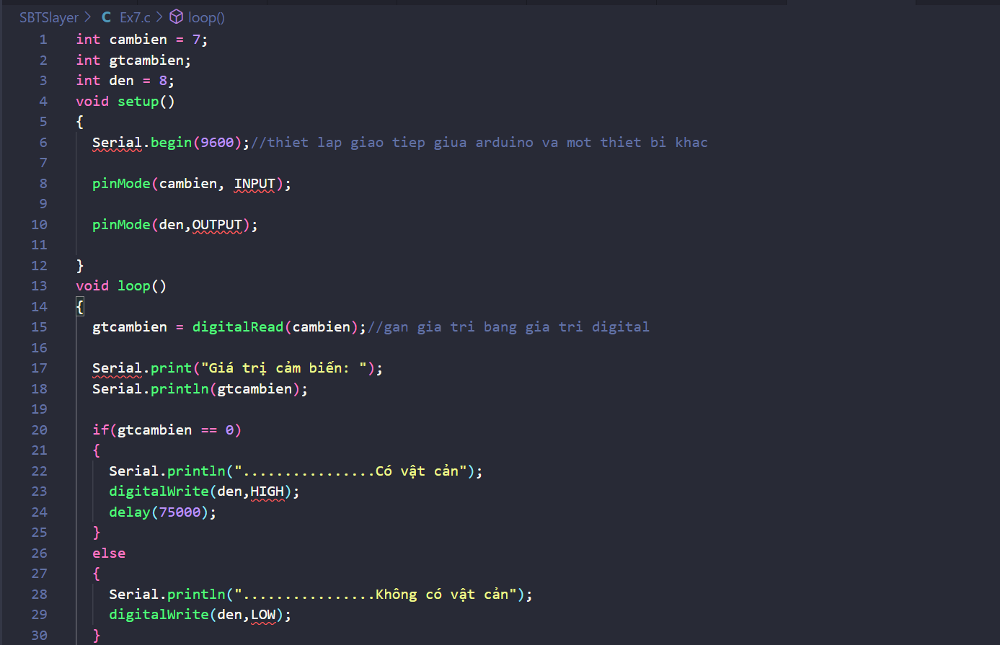 SBTSlayer > C Ex7.c > loop()
1 int cambien = 7;
2 int gtcambien;
3 int den = 8;
4 void setup()
5 {
6 Serial.begin(9600);//thiet lap giao tiep giua arduino va mot thiet bi khac
7
8 pinMode(cambien, INPUT);
9
10 pinMode(den,OUTPUT);
11
12 }
13 void loop()
14 {
15 gtcambien = digitalRead(cambien);//gan gia tri bang gia tri digital
16
17 Serial.print("Giá trị cảm biến: ");
18 Serial.println(gtcambien);
19
20 if(gtcambien == 0)
21 {
22 Serial.println("................Có vật cản");
23 digitalWrite(den,HIGH);
24 delay(75000);
25 }
26 else
27 {
28 Serial.println("................Không có vật cản");
29 digitalWrite(den,LOW);
30 }